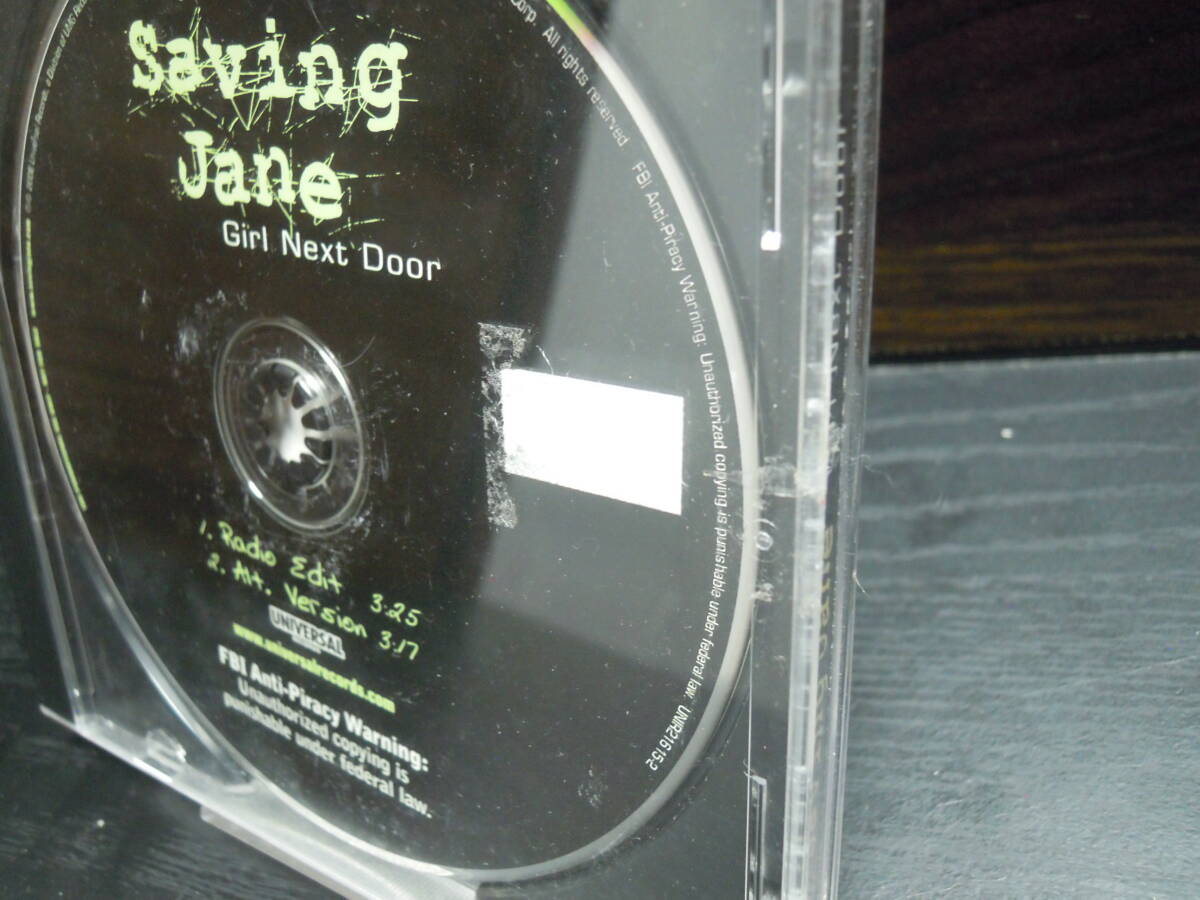 Saving
Jane
Girl Next Door
1. Radio Edit 3:25
2. Alt. Version 3:17
UNIVERSAL
www.universalrecords.com
FBI Anti-Piracy Warning:
Unauthorized copying is
punishable under federal law.
Corp. All rights reserved FBI Anti-Piracy Warning: Unauthorized copying is punishable under federal law. UNIR21615-2